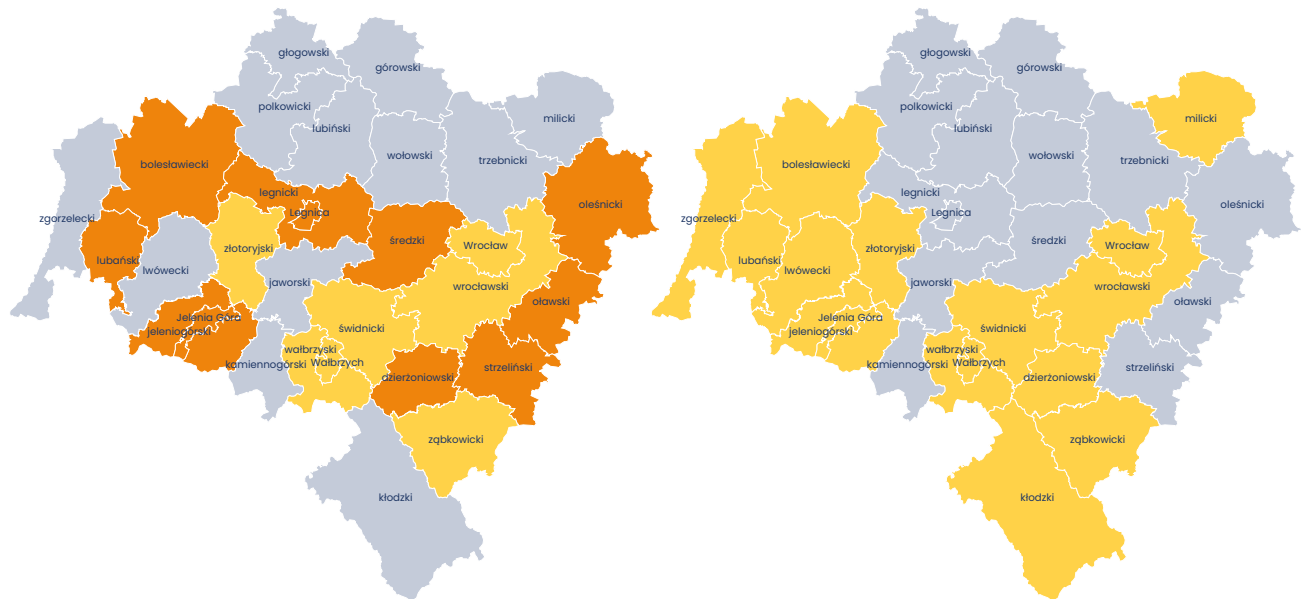 głogowski
górowski
polkowicki
lubiński
milicki
bolesławiecki
wołowski
trzebnicki
legnicki
oleśnicki
Legnica
zgorzelecki
średzki
Wrocław
złotoryjski
lubański
lwówecki
jaworski
wrocławski
oławski
Jelenia Góra
jeleniogórski
świdnicki
wałbrzyski
kamiennogórski
Wałbrzych
strzeliński
dzierżoniowski
ząbkowicki
kłodzki
głogowski
górowski
polkowicki
lubiński
milicki
bolesławiecki
wołowski
trzebnicki
legnicki
oleśnicki
Legnica
zgorzelecki
średzki
Wrocław
złotoryjski
lubański
lwówecki
jaworski
wrocławski
oławski
Jelenia Góra
jeleniogórski
świdnicki
wałbrzyski
kamiennogórski
Wałbrzych
strzeliński
dzierżoniowski
ząbkowicki
kłodzki